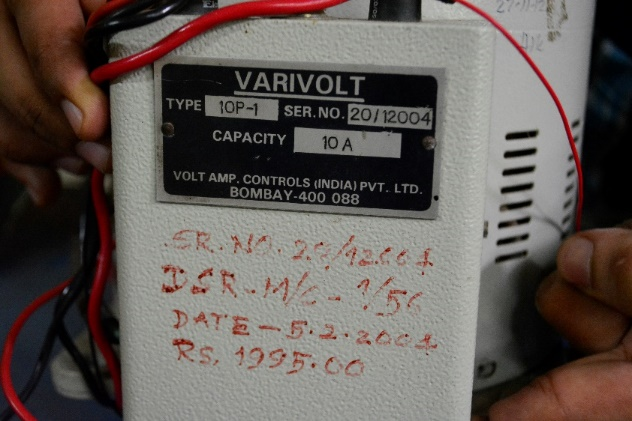 VARIVOLT
TYPE 10P-1 SER.NO. 20/12004
CAPACITY 10 A
VOLT AMP. CONTROLS (INDIA) PVT. LTD.
BOMBAY-400 088
SR. NO. 20/12004
DSR-M/C-1/56
DATE-5.2.2004
RS. 1995.00